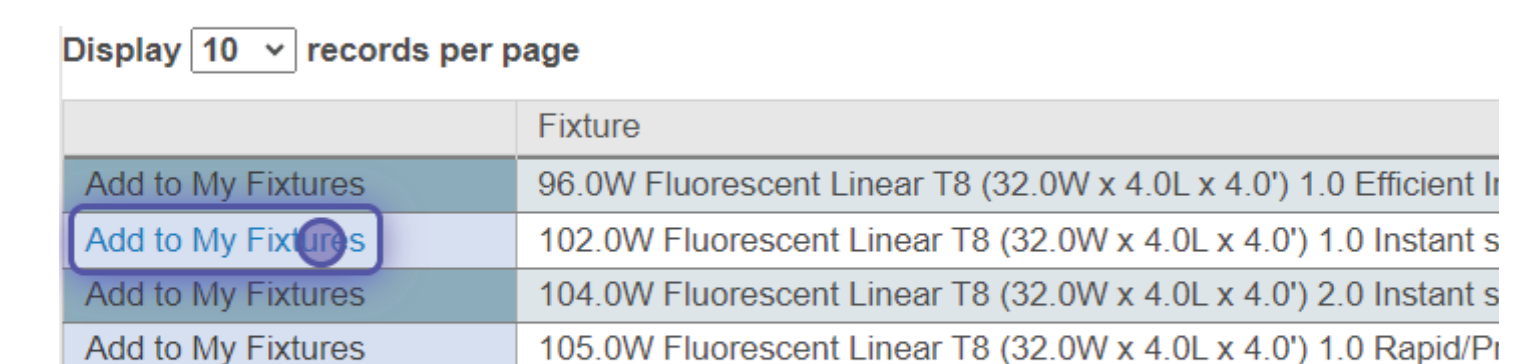 Display 10 records per page
Fixture
Add to My Fixtures 96.0W Fluorescent Linear T8 (32.0W x 4.0L x 4.0') 1.0 Efficient
Add to My Fixtures 102.0W Fluorescent Linear T8 (32.0W x 4.0L x 4.0') 1.0 Instant
Add to My Fixtures 104.0W Fluorescent Linear T8 (32.0W x 4.0L x 4.0') 2.0 Instant
Add to My Fixtures 105.0W Fluorescent Linear T8 (32.0W x 4.0L x 4.0') 1.0